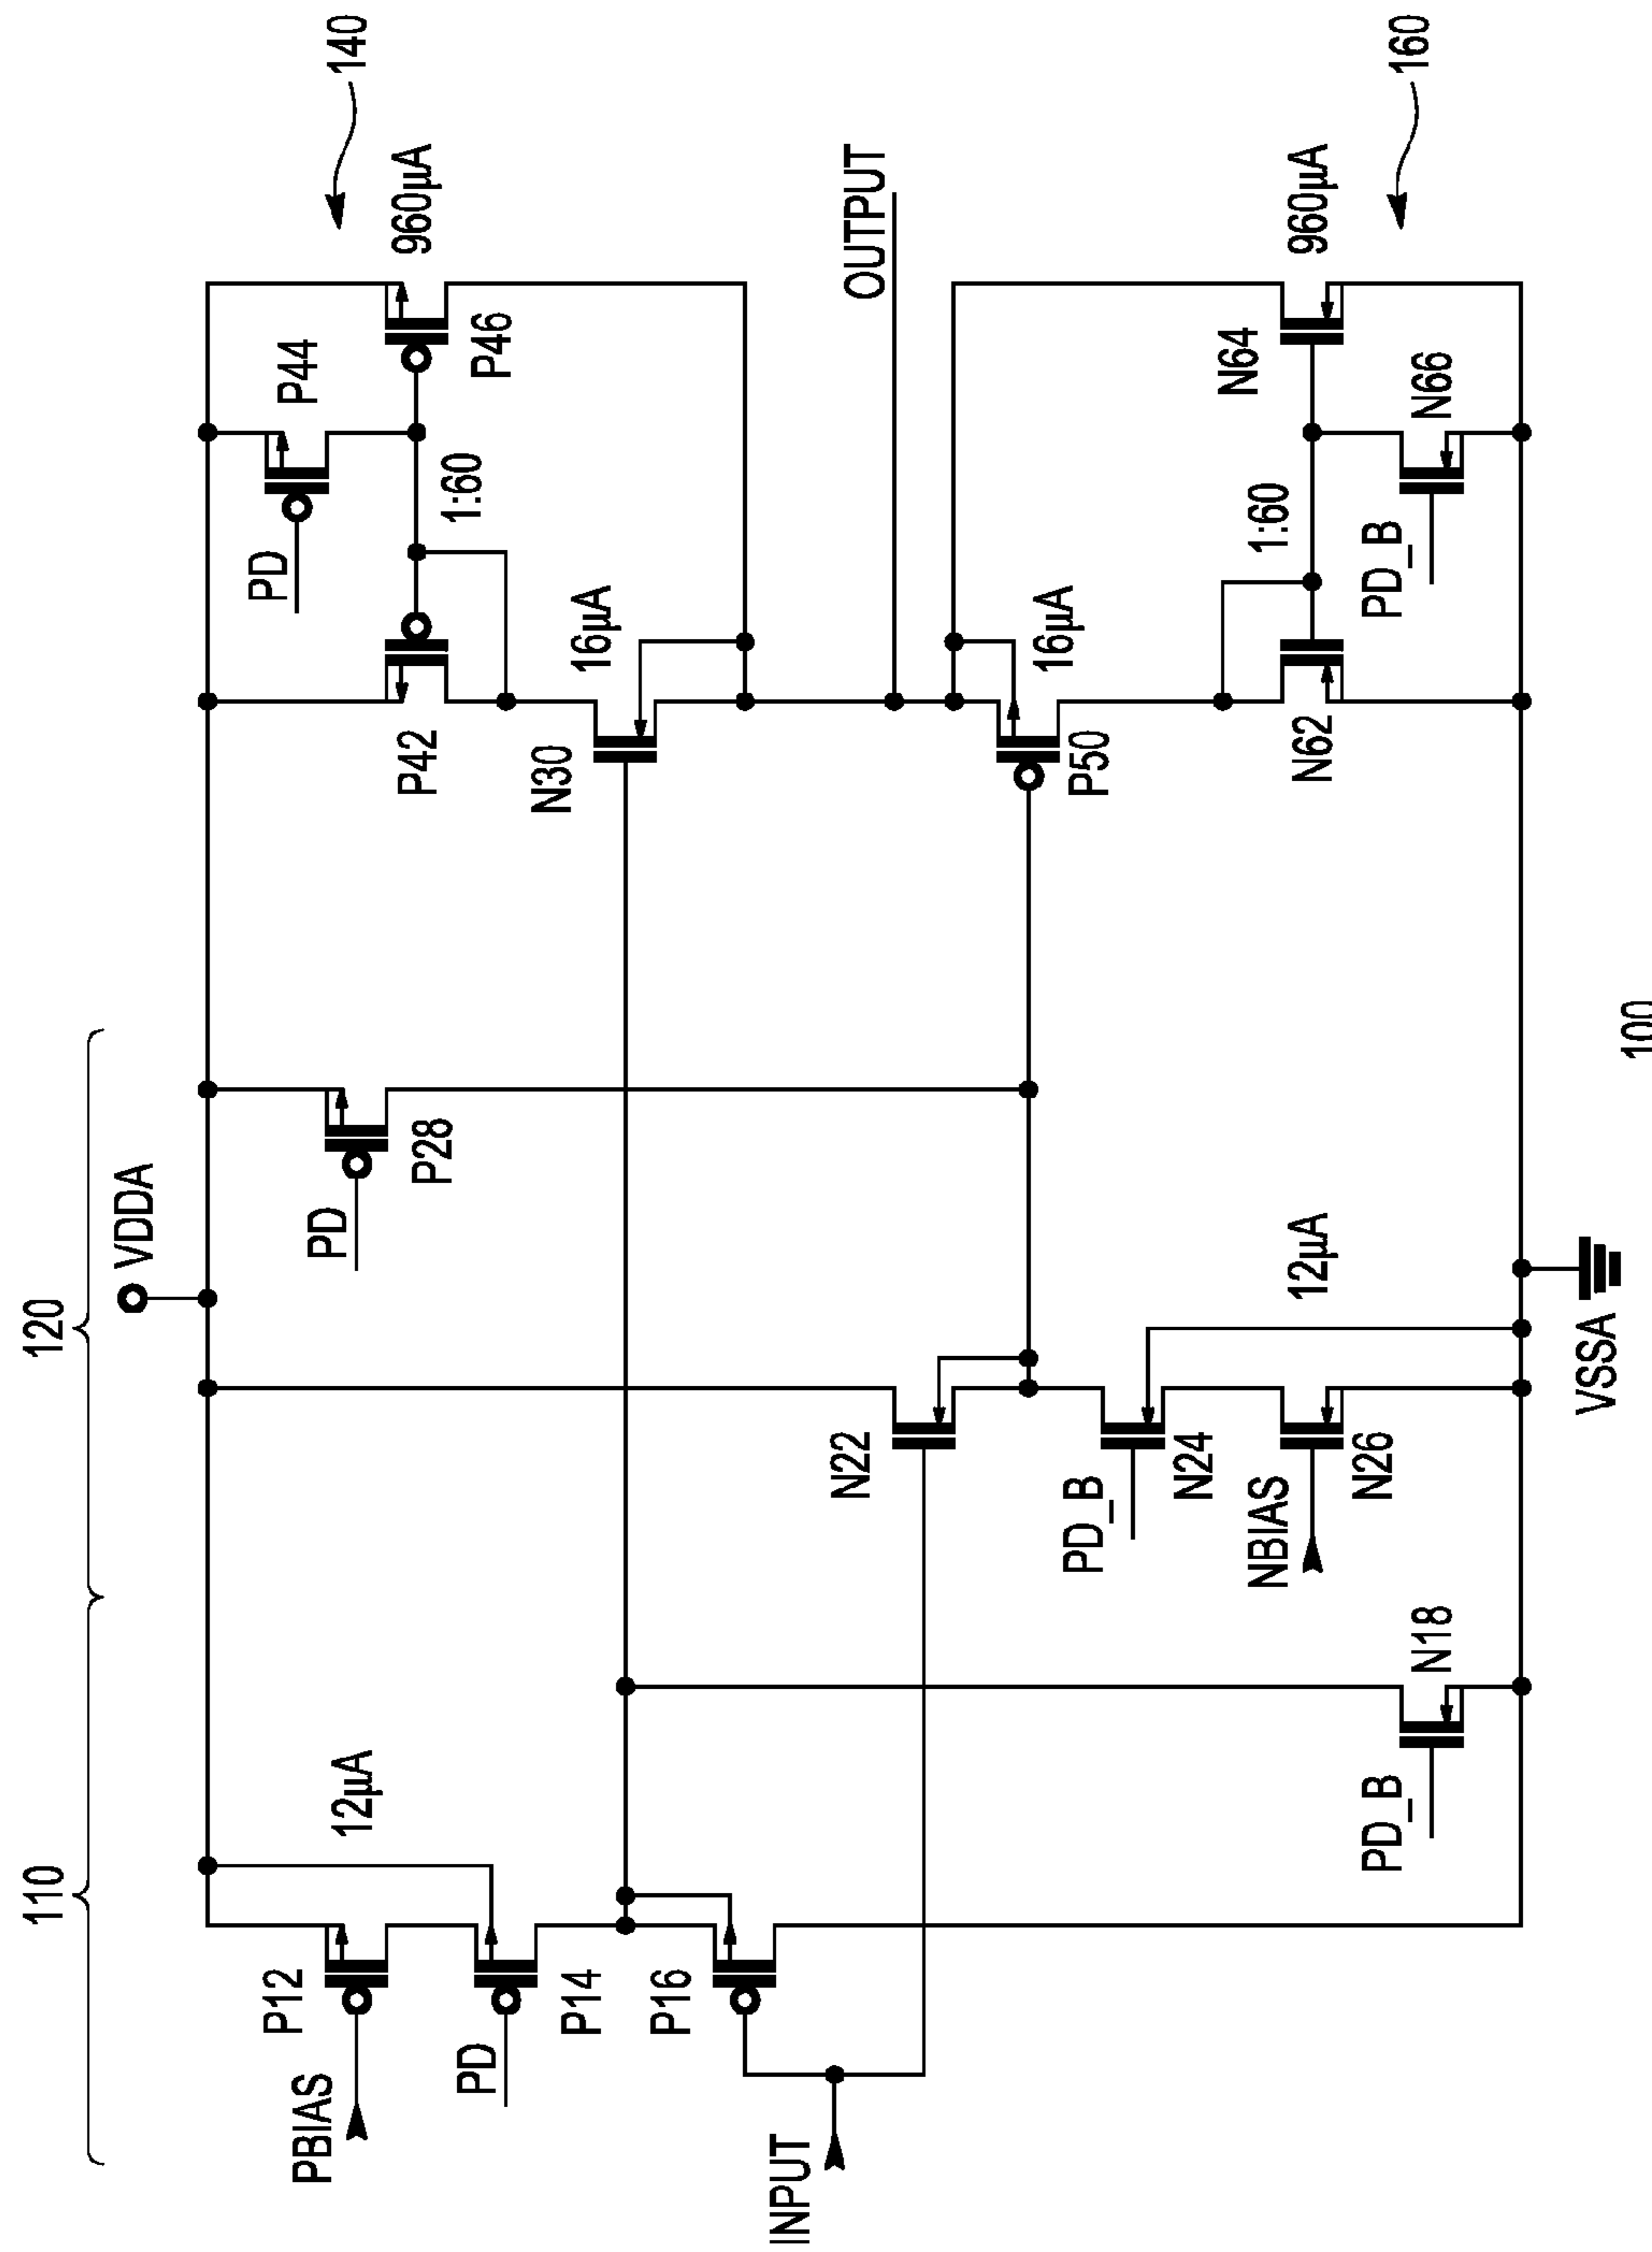 110
120
140
VDDA
PBIAS
P12
12µA
PD
P14
P16
INPUT
PD_B
N18
N22
PD_B
N24
NBIAS
N26
12µA
PD
P28
VSSA
P42
PD
P44
1:60
P46
960µA
N30
16µA
OUTPUT
P50
16µA
N62
1:60
N64
960µA
PD_B
N66
160
100